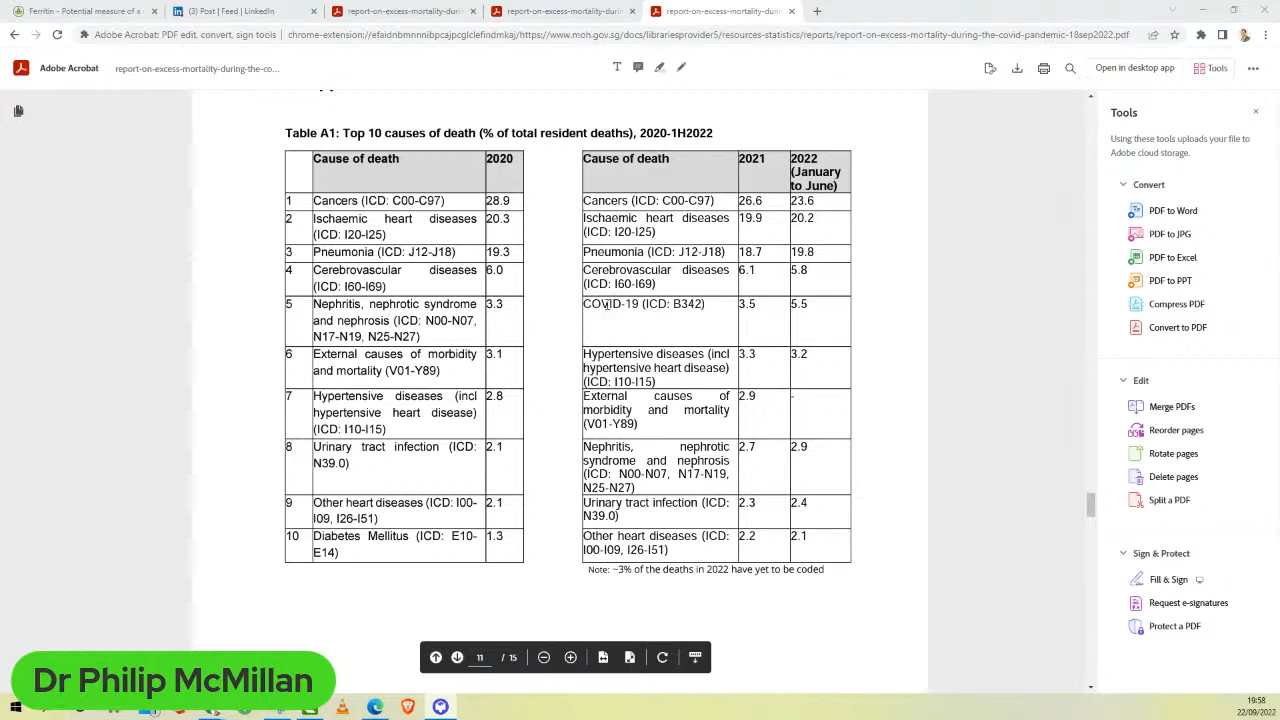 Ferritin - Potential measure of a
(3) Post | Feed | LinkedIn
report-on-excess-mortality-durin
report-on-excess-mortality-durin
report-on-excess-mortality-durin
Adobe Acrobat: PDF edit, convert, sign tools | chrome-extension://efaidnbmnnnibpcajpcglclefindmkaj/https://www.moh.gov.sg/docs/librariesprovider5/resources-statistics/reports/report-on-excess-mortality-during-the-covid-pandemic-18sep2022.pdf
Adobe Acrobat
report-on-excess-mortality-during-the-co...
Open in desktop app
Tools
Table A1: Top 10 causes of death (% of total resident deaths), 2020-1H2022
Cause of death 2020
1 Cancers (ICD: C00-C97) 28.9
2 Ischaemic heart diseases 20.3
(ICD: I20-I25)
3 Pneumonia (ICD: J12-J18) 19.3
4 Cerebrovascular diseases 6.0
(ICD: I60-I69)
5 Nephritis, nephrotic syndrome 3.3
and nephrosis (ICD: N00-N07,
N17-N19, N25-N27)
6 External causes of morbidity 3.1
and mortality (V01-Y89)
7 Hypertensive diseases (incl 2.8
hypertensive heart disease)
(ICD: I10-I15)
8 Urinary tract infection (ICD: 2.1
N39.0)
9 Other heart diseases (ICD: I00- 2.1
I09, I26-I51)
10 Diabetes Mellitus (ICD: E10- 1.3
E14)
Cause of death 2021 2022
(January
to June)
Cancers (ICD: C00-C97) 26.6 23.6
Ischaemic heart diseases 19.9 20.2
(ICD: I20-I25)
Pneumonia (ICD: J12-J18) 18.7 19.8
Cerebrovascular diseases 6.1 5.8
(ICD: I60-I69)
COVID-19 (ICD: B342) 3.5 5.5
Hypertensive diseases (incl 3.3 3.2
hypertensive heart disease)
(ICD: I10-I15)
External causes of 2.9 -
morbidity and mortality
(V01-Y89)
Nephritis, nephrotic 2.7 2.9
syndrome and nephrosis
(ICD: N00-N07, N17-N19,
N25-N27)
Urinary tract infection (ICD: 2.3 2.4
N39.0)
Other heart diseases (ICD: 2.2 2.1
I00-I09, I26-I51)
Note: ~3% of the deaths in 2022 have yet to be coded
11 / 15
Tools
Using these tools uploads your file to
Adobe cloud storage.
Convert
PDF to Word
PDF to JPG
PDF to Excel
PDF to PPT
Compress PDF
Convert to PDF
Edit
Merge PDFs
Reorder pages
Rotate pages
Delete pages
Split a PDF
Sign & Protect
Fill & Sign
Request e-signatures
Protect a PDF
Dr Philip McMillan
19:58
22/09/2022